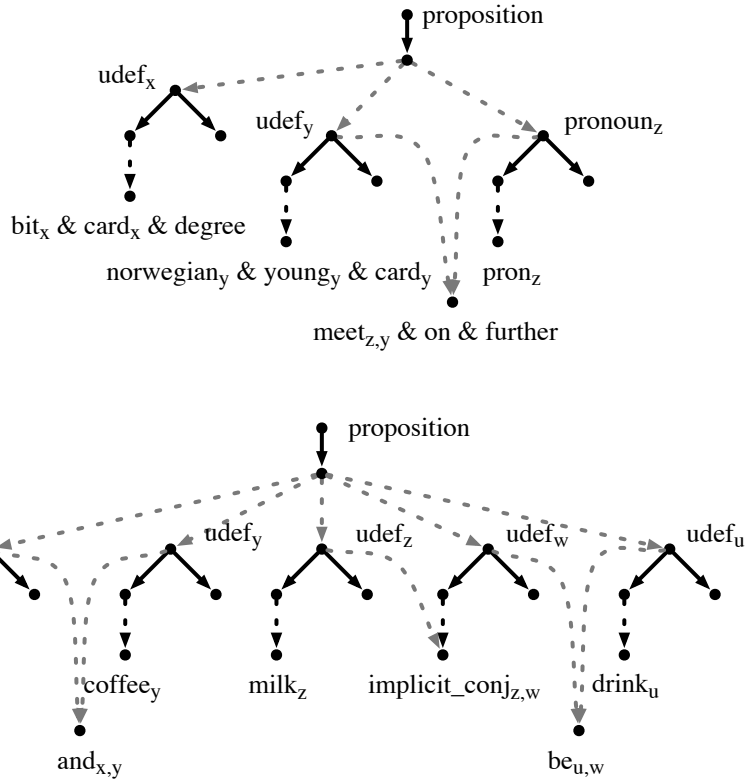 proposition
udefx
udefy
pronounz
bitx & cardx & degree
norwegiany & youngy & cardy
pronz
meetz,y & on & further
proposition
udefy
udefz
udefw
udefu
coffeey
milkz
implicit_conjz,w
drinku
andx,y
beu,w